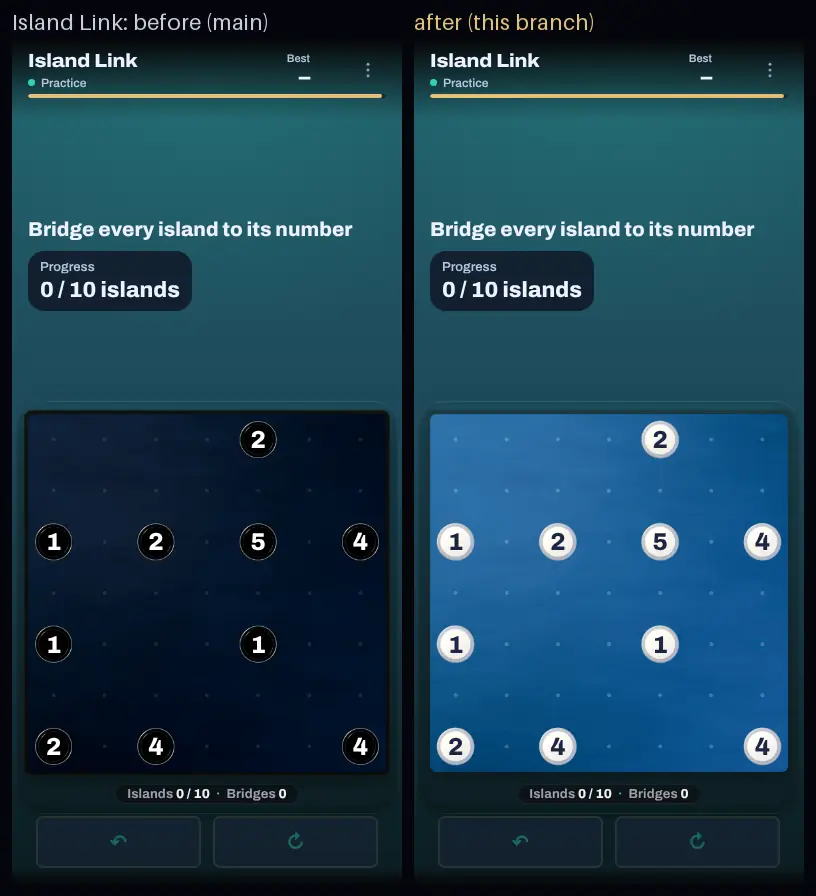 Island Link: before (main)
Island Link
Best
–
Practice
Bridge every island to its number
Progress
0 / 10 islands
2
1 2 5 4
1 1
2 4 4
Islands 0 / 10 · Bridges 0
after (this branch)
Island Link
Best
–
Practice
Bridge every island to its number
Progress
0 / 10 islands
2
1 2 5 4
1 1
2 4 4
Islands 0 / 10 · Bridges 0